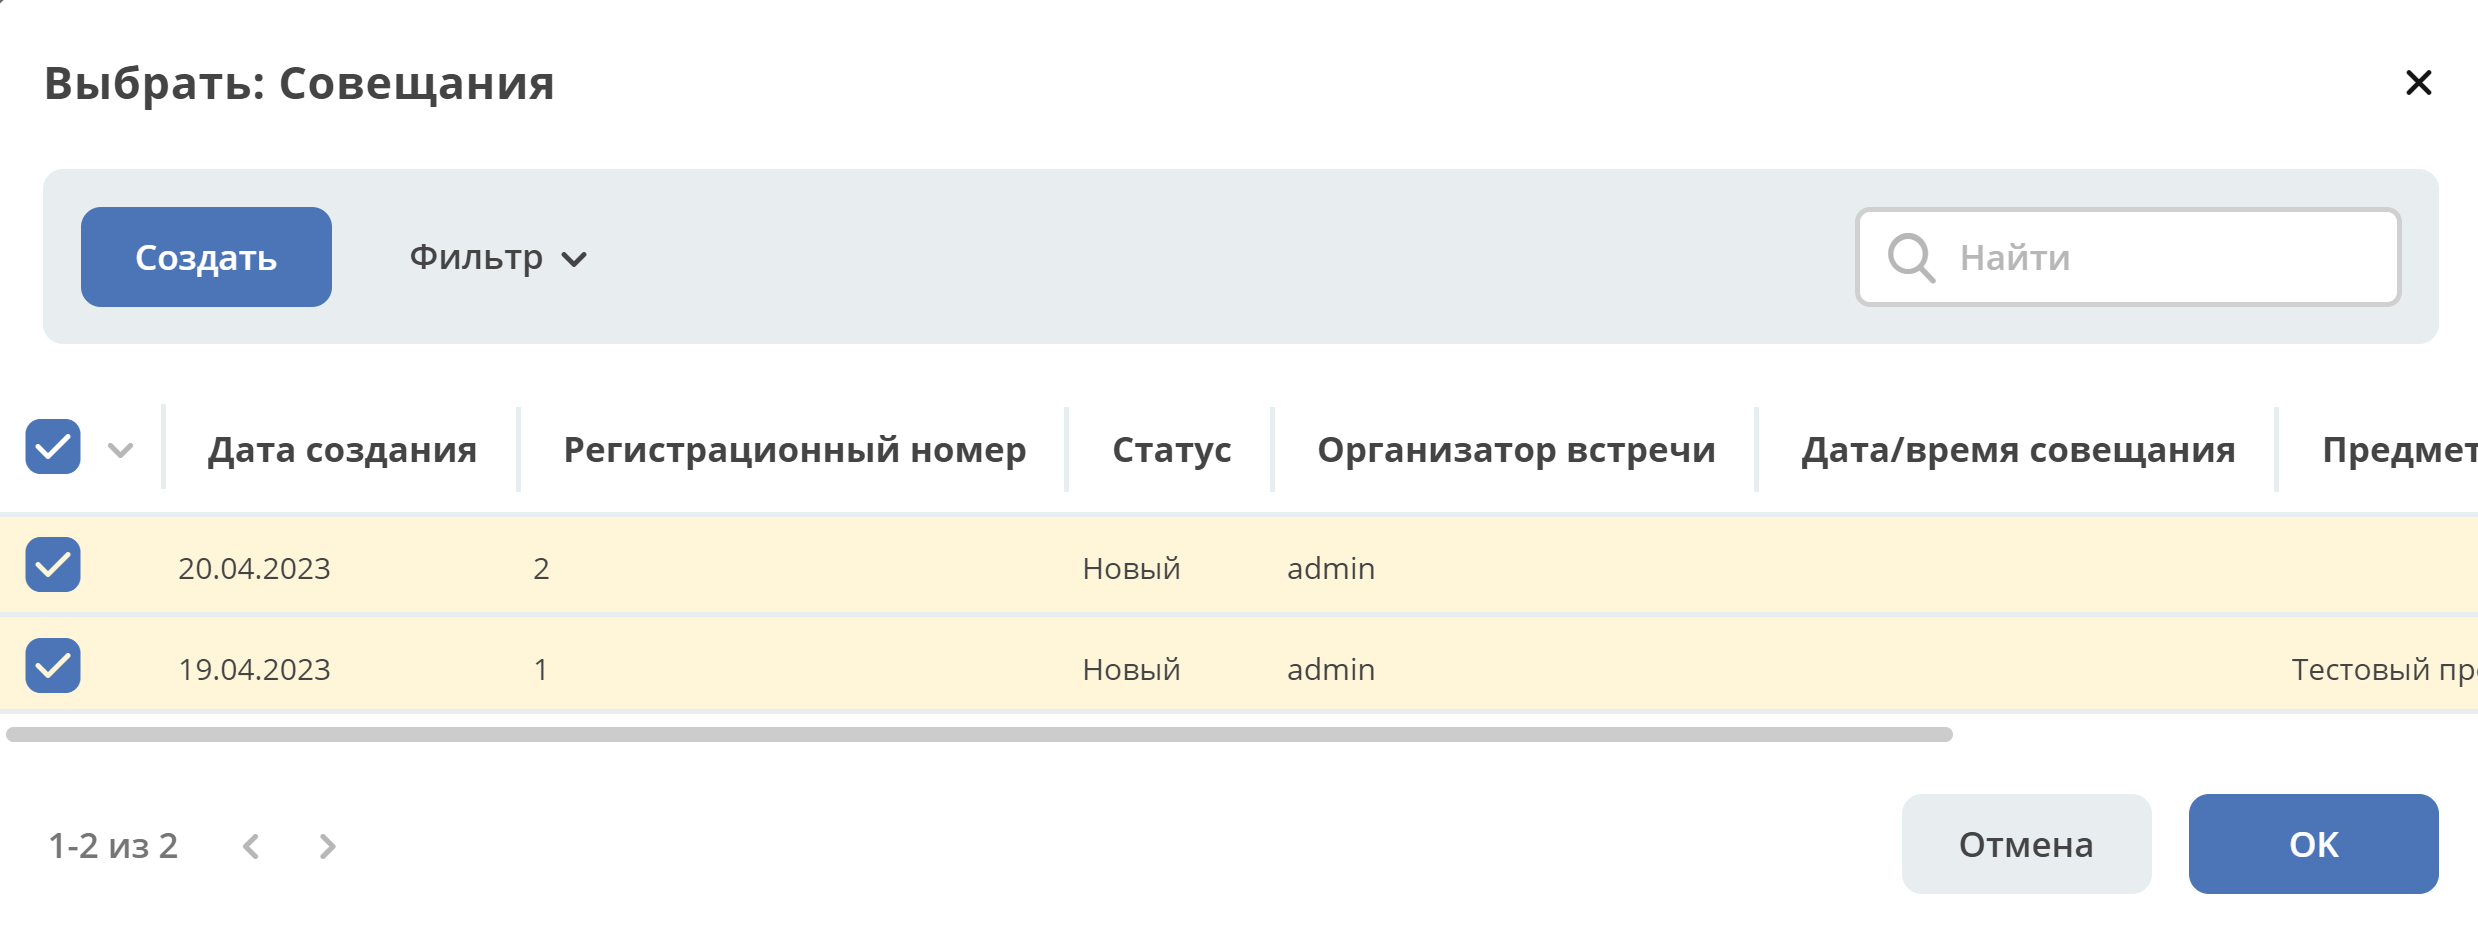 Выбрать: Совещания
Создать Фильтр Найти
Дата создания Регистрационный номер Статус Организатор встречи Дата/время совещания Предмет
20.04.2023 2 Новый admin
19.04.2023 1 Новый admin Тестовый пр
1-2 из 2 Отмена OK